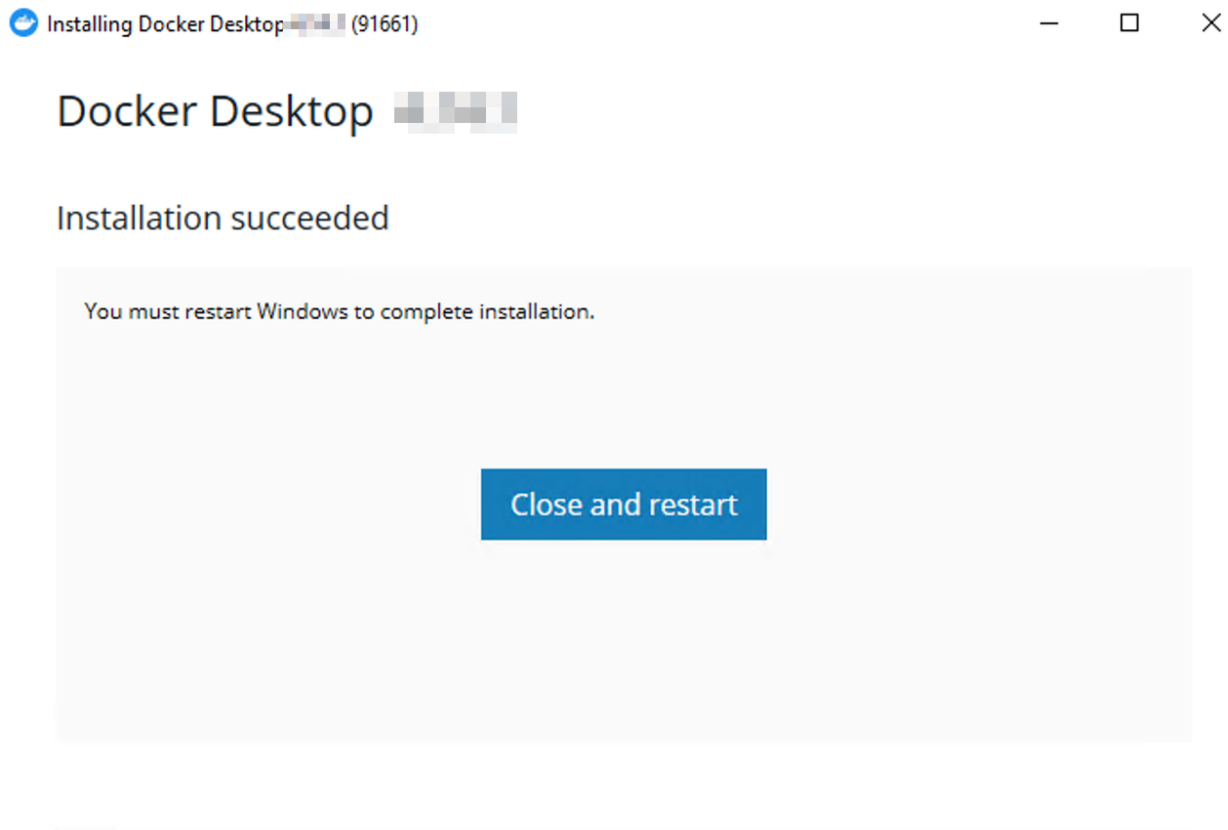 Installing Docker Desktop (91661)
Docker Desktop
Installation succeeded
You must restart Windows to complete installation.
Close and restart